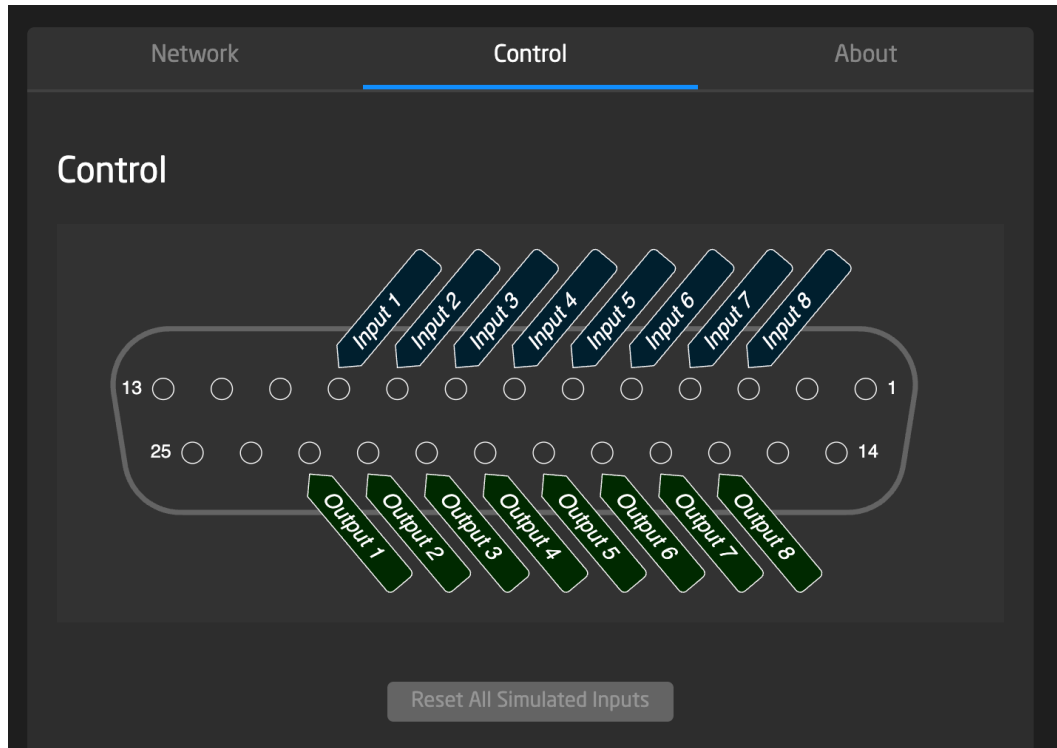 Network
Control
About
Control
Input 1
Input 2
Input 3
Input 4
Input 5
Input 6
Input 7
Input 8
13
1
25
14
Output 1
Output 2
Output 3
Output 4
Output 5
Output 6
Output 7
Output 8
Reset All Simulated Inputs